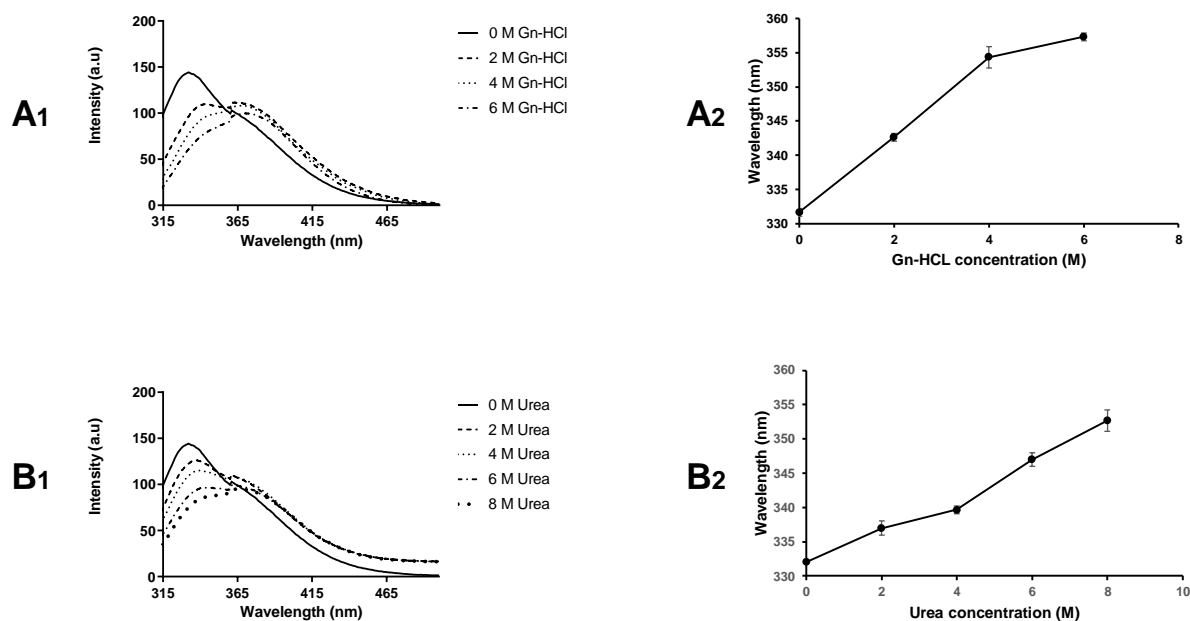 A1
Intensity (a.u)
200
150
100
50
0
315
365
415
465
Wavelength (nm)
0 M Gn-HCl
2 M Gn-HCl
4 M Gn-HCl
6 M Gn-HCl
A2
Wavelength (nm)
360
355
350
345
340
335
330
0
2
4
6
8
Gn-HCL concentration (M)
B1
Intensity (a.u)
200
150
100
50
0
315
365
415
465
Wavelength (nm)
0 M Urea
2 M Urea
4 M Urea
6 M Urea
8 M Urea
B2
Wavelength (nm)
360
355
350
345
340
335
330
0
2
4
6
8
10
Urea concentration (M)